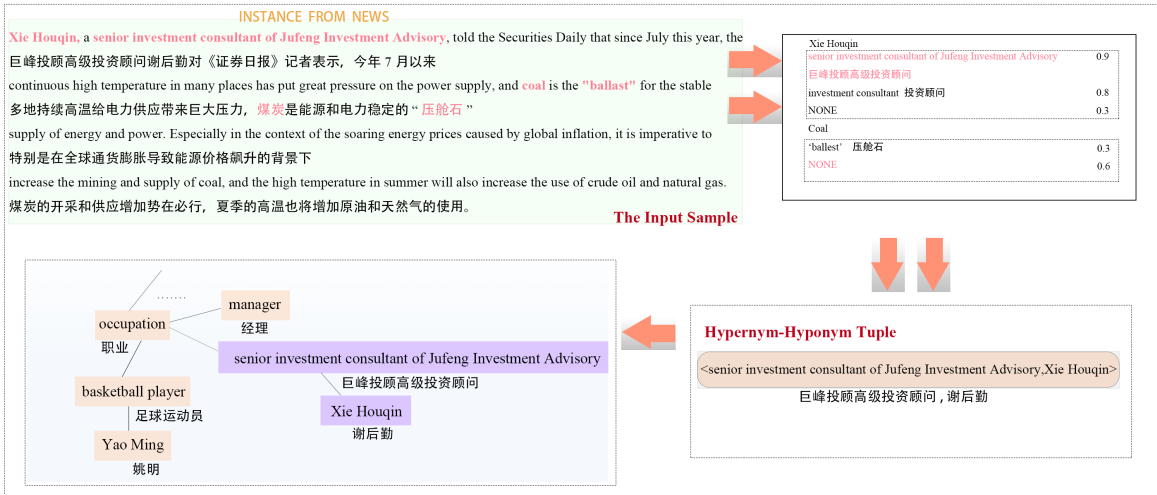 INSTANCE FROM NEWS
Xie Houqin, a senior investment consultant of Jufeng Investment Advisory, told the Securities Daily that since July this year, the
巨峰投顾高级投资顾问谢后勤对《证券日报》记者表示，今年 7 月以来
continuous high temperature in many places has put great pressure on the power supply, and coal is the "ballast" for the stable
多地持续高温给电力供应带来巨大压力，煤炭是能源和电力稳定的 “ 压舱石 ”
supply of energy and power. Especially in the context of the soaring energy prices caused by global inflation, it is imperative to
特别是在全球通货膨胀导致能源价格飙升的背景下
increase the mining and supply of coal, and the high temperature in summer will also increase the use of crude oil and natural gas.
煤炭的开采和供应增加势在必行，夏季的高温也将增加原油和天然气的使用。
The Input Sample
Xie Houqin
senior investment consultant of Jufeng Investment Advisory 0.9
巨峰投顾高级投资顾问
investment consultant 投资顾问 0.8
NONE 0.3
Coal
‘ballest’ 压舱石 0.3
NONE 0.6
Hypernym-Hyponym Tuple
<senior investment consultant of Jufeng Investment Advisory,Xie Houqin>
巨峰投顾高级投资顾问 , 谢后勤
.......
manager
经理
occupation
职业
senior investment consultant of Jufeng Investment Advisory
巨峰投顾高级投资顾问
basketball player
足球运动员
Xie Houqin
谢后勤
Yao Ming
姚明